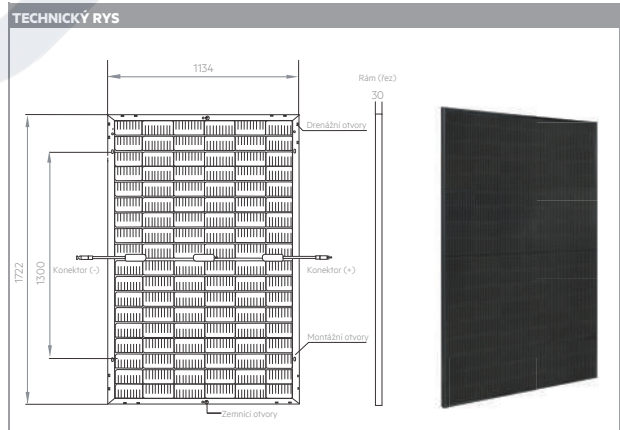 TECHNICKÝ RYS
1134
Rám (řez)
30
Drenážní otvory
1722
1300
Konektor (-)
Konektor (+)
Montážní otvory
Zemnící otvory